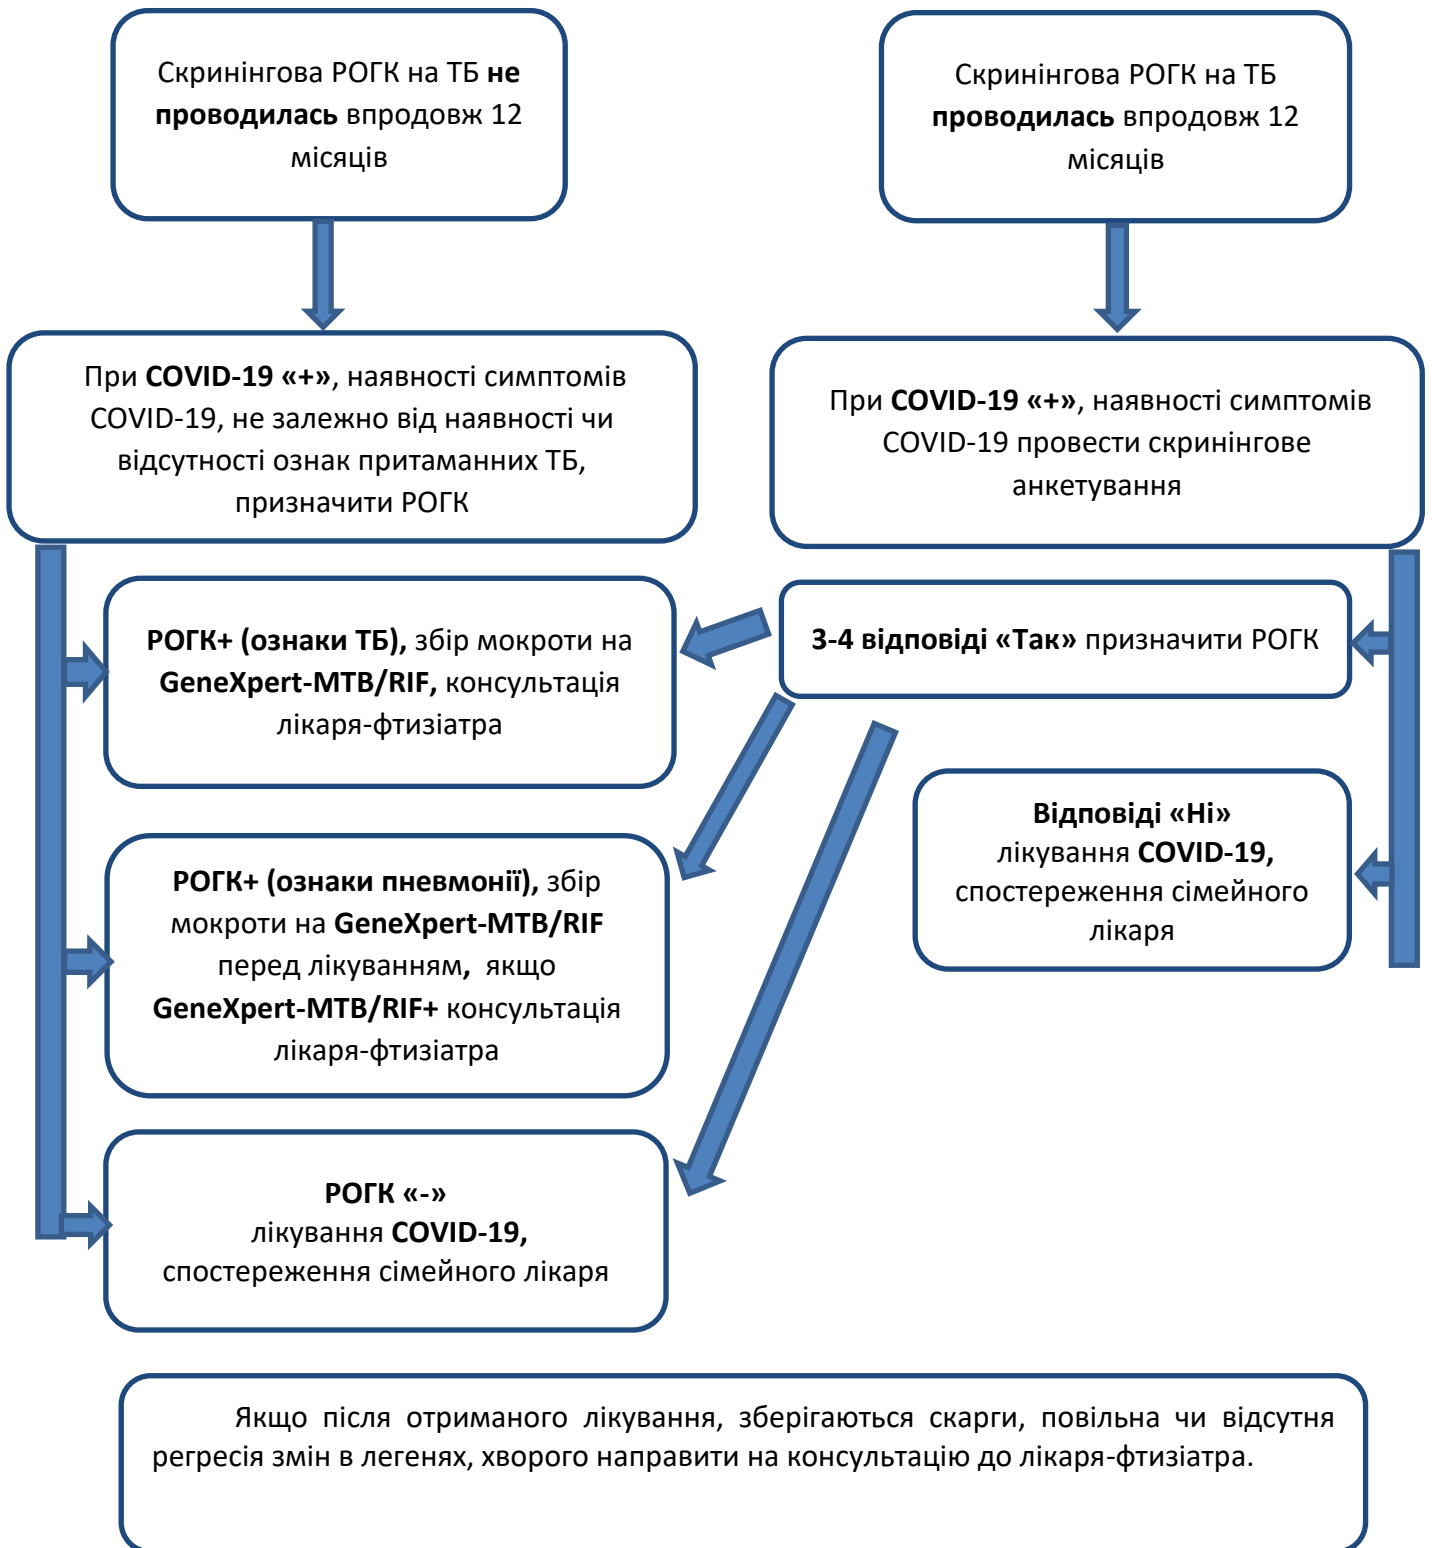 Скринінгова РОГК на ТБ не
проводилась впродовж 12
місяців
Скринінгова РОГК на ТБ
проводилась впродовж 12
місяців
При COVID-19 «+», наявності симптомів
COVID-19, не залежно від наявності чи
відсутності ознак притаманних ТБ,
призначити РОГК
При COVID-19 «+», наявності симптомів
COVID-19 провести скринінгове
анкетування
РОГК+ (ознаки ТБ), збір мокроти на
GeneXpert-MTB/RIF, консультація
лікаря-фтизіатра
3-4 відповіді «Так» призначити РОГК
Відповіді «Ні»
лікування COVID-19,
спостереження сімейного
лікаря
РОГК+ (ознаки пневмонії), збір
мокроти на GeneXpert-MTB/RIF
перед лікуванням, якщо
GeneXpert-MTB/RIF+ консультація
лікаря-фтизіатра
РОГК «-»
лікування COVID-19,
спостереження сімейного лікаря
Якщо після отриманого лікування, зберігаються скарги, повільна чи відсутня
регресія змін в легенях, хворого направити на консультацію до лікаря-фтизіатра.